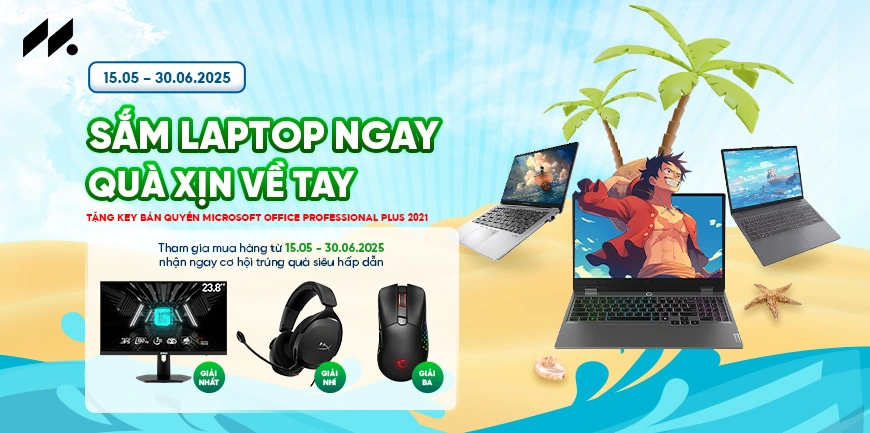 15.05 – 30.06.2025
SẮM LAPTOP NGAY
QUÀ XỊN VỀ TAY
TẶNG KEY BẢN QUYỀN MICROSOFT OFFICE PROFESSIONAL PLUS 2021
Tham gia mua hàng từ 15.05 - 30.06.2025
nhận ngay cơ hội trúng quà siêu hấp dẫn
23.8"
GIẢI
NHẤT
GIẢI
NHÌ
GIẢI
BA